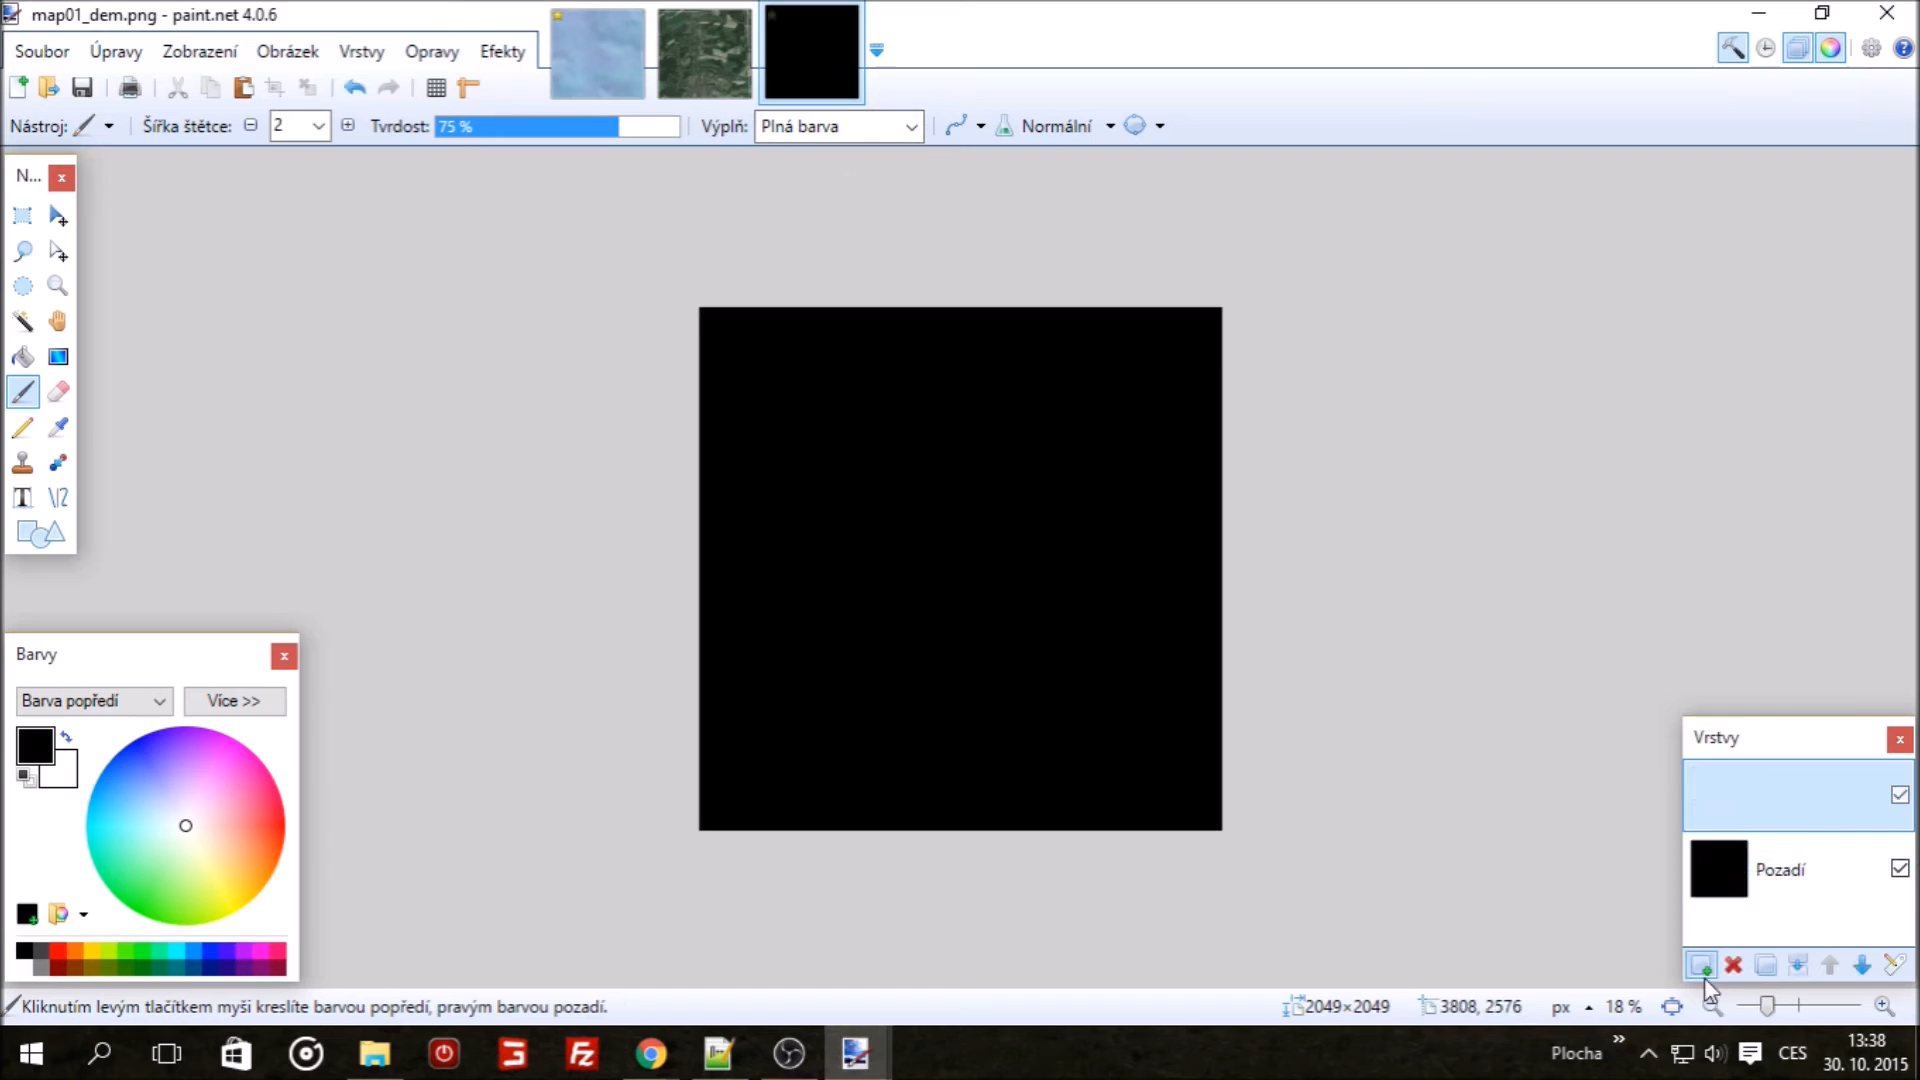 map01_dem.png - paint.net 4.0.6
Soubor Úpravy Zobrazení Obrázek Vrstvy Opravy Efekty
Nástroj: Šířka štětce: 2 Tvrdost: 75 % Výplň: Plná barva Normální
N...
Barvy
Barva popředí Více >>
Vrstvy
Pozadí
Kliknutím levým tlačítkem myši kreslíte barvou popředí, pravým barvou pozadí. 2049×2049 3808, 2576 px 18 %
Plocha CES 13:38
30. 10. 2015